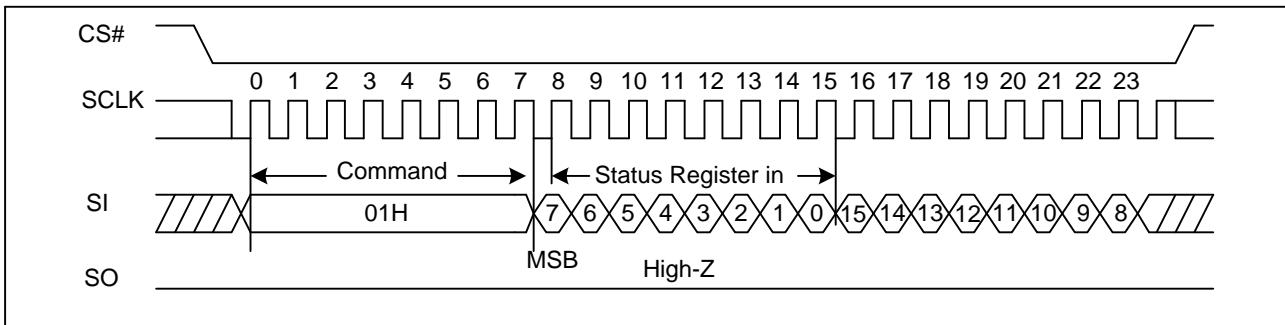 CS#
0 1 2 3 4 5 6 7 8 9 10 11 12 13 14 15 16 17 18 19 20 21 22 23
SCLK
Command Status Register in
SI 01H 7 6 5 4 3 2 1 0 15 14 13 12 11 10 9 8
MSB High-Z
SO